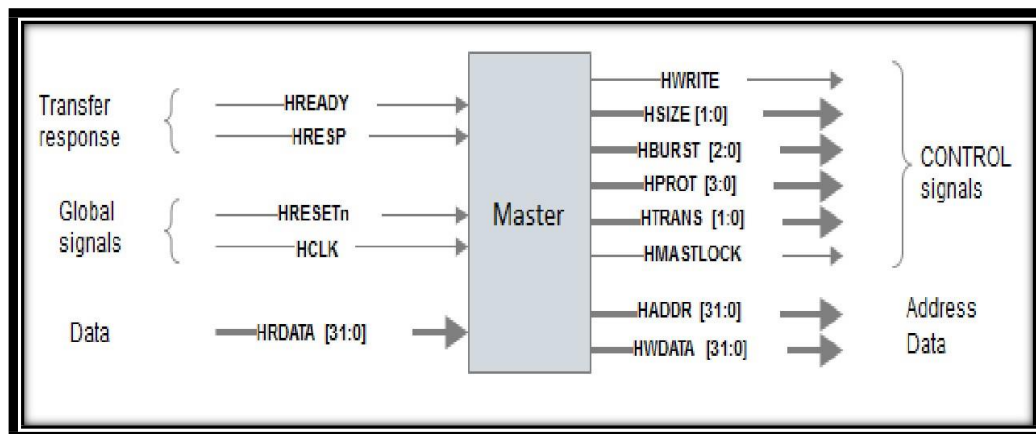 Transfer
response
HREADY
HRESP
Global
signals
HRESETn
HCLK
Data
HRDATA [31:0]
Master
HWRITE
HSIZE [1:0]
HBURST [2:0]
HPROT [3:0]
HTRANS [1:0]
HMASTLOCK
CONTROL
signals
HADDR [31:0]
HWDATA [31:0]
Address
Data